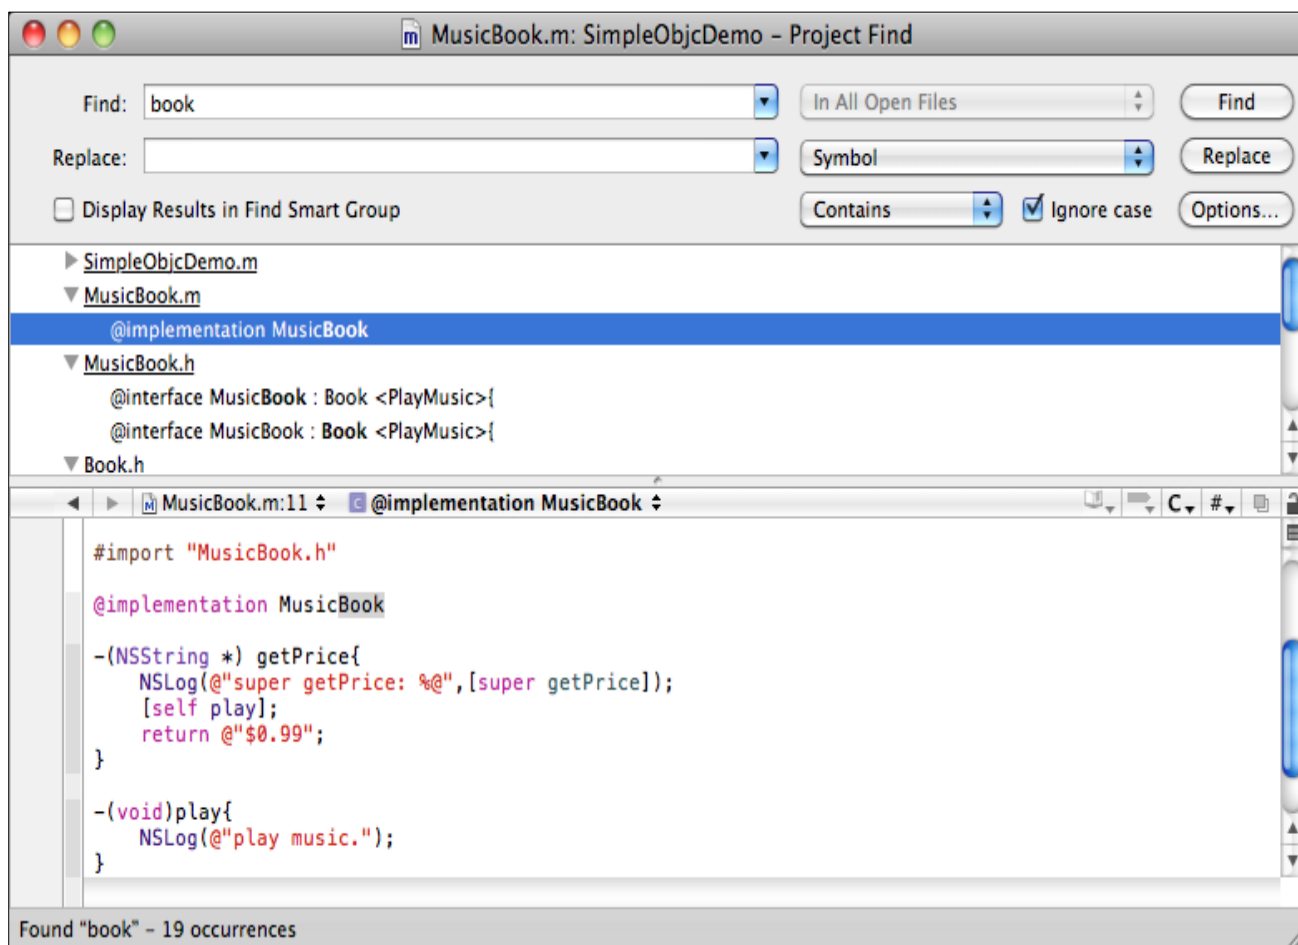 MusicBook.m: SimpleObjcDemo – Project Find
Find: book In All Open Files Find
Replace: Symbol Replace
Display Results in Find Smart Group Contains Ignore case Options...
SimpleObjcDemo.m
MusicBook.m
@implementation MusicBook
MusicBook.h
@interface MusicBook : Book <PlayMusic>{
@interface MusicBook : Book <PlayMusic>{
Book.h
MusicBook.m:11 C @implementation MusicBook C #
#import "MusicBook.h"
@implementation MusicBook
-(NSString *) getPrice{
NSLog(@"super getPrice: %@",[super getPrice]);
[self play];
return @"$0.99";
}
-(void)play{
NSLog(@"play music.");
}
Found "book" – 19 occurrences